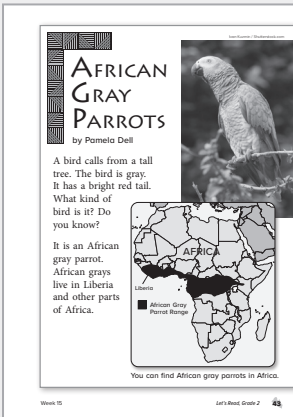 AFRICAN
GRAY
PARROTS
by Pamela Dell
A bird calls from a tall
tree. The bird is gray.
It has a bright red tail.
What kind of
bird is it? Do
you know?
It is an African
gray parrot.
African grays
live in Liberia
and other parts
of Africa.
AFRICA
Liberia
African Gray
Parrot Range
You can find African gray parrots in Africa.
Week 15
Let's Read, Grade 2
43